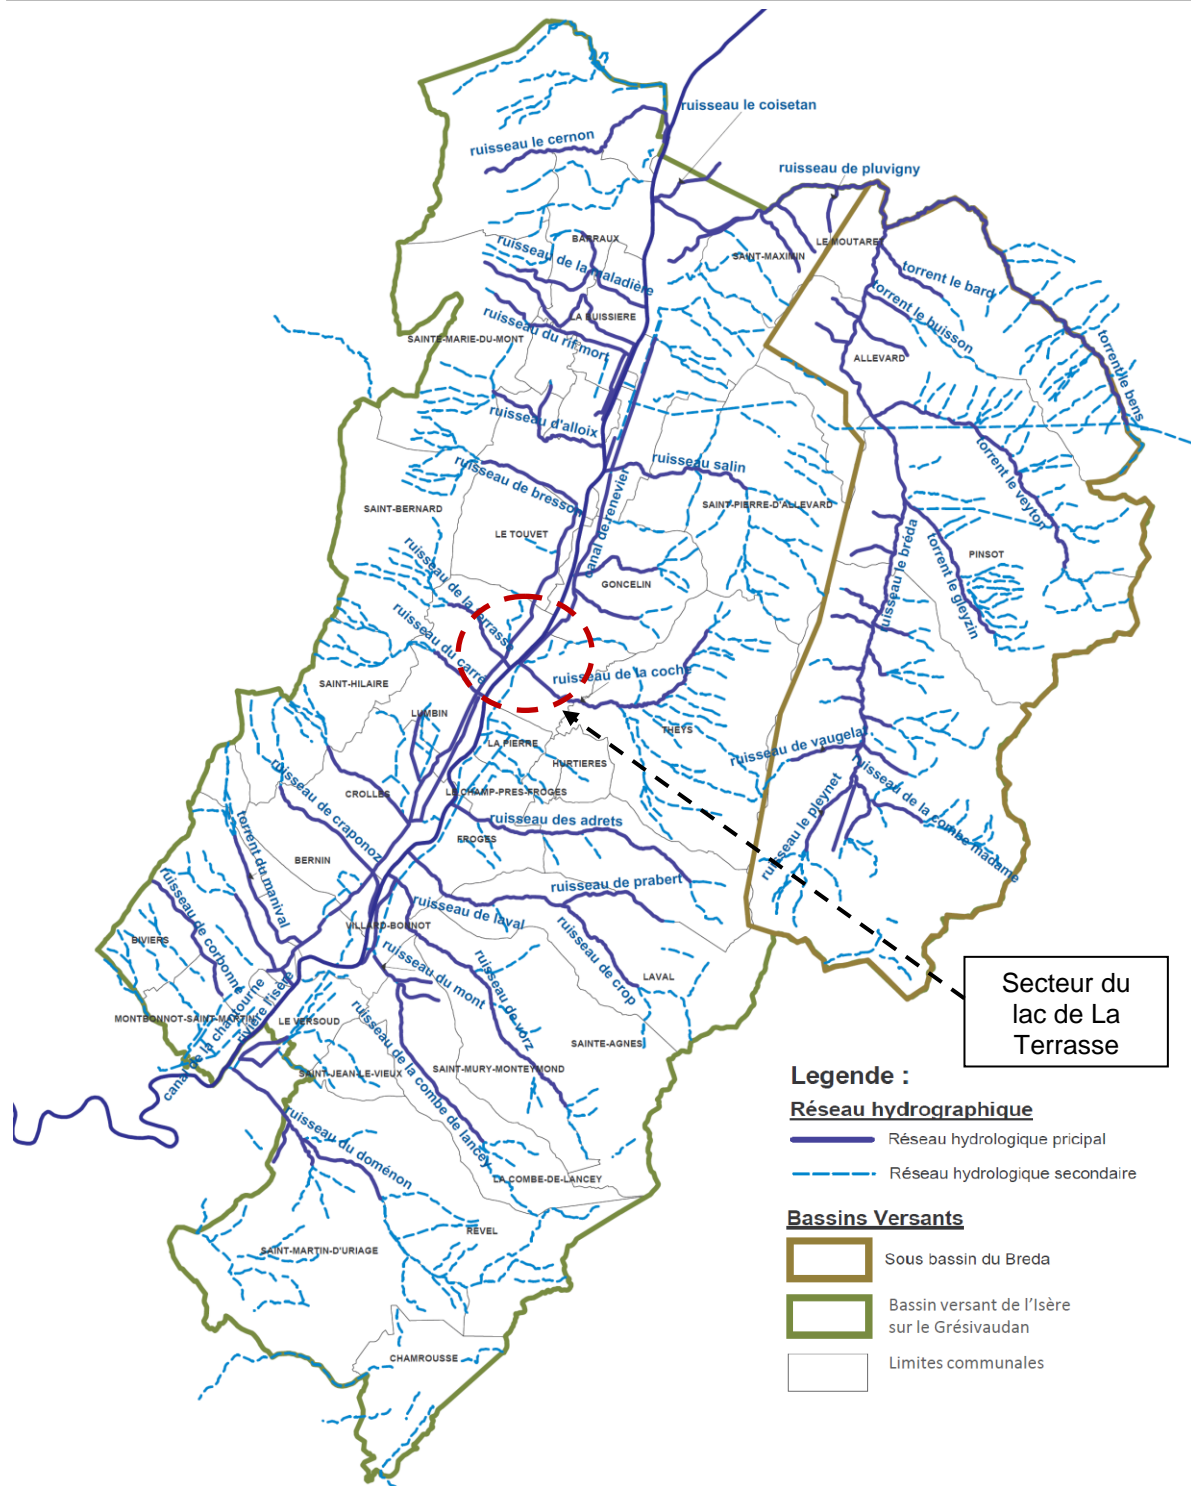 ruisseau le coisetan
ruisseau le cernon
ruisseau de pluvigny
BARRAUX
LE MOUTARET
ruisseau de la maladière
SAINT-MAXIMIN
torrent le bard
torrent le buisson
LA BUISSIERE
ruisseau du rif mort
SAINTE-MARIE-DU-MONT
ALLEVARD
torrent le bens
ruisseau d'alloix
ruisseau salin
ruisseau de bresson
torrent le veyton
SAINT-BERNARD
SAINT-PIERRE-D'ALLEVARD
canal de renevier
LE TOUVET
ruisseau le bréda
torrent le gleyzin
PINSOT
ruisseau de la terrasse
GONCELIN
ruisseau du carre
ruisseau de la coche
SAINT-HILAIRE
LUMBIN
THEYS
LA PIERRE
ruisseau de vaugelat
HURTIERES
ruisseau de craponoz
CROLLES
LE CHAMP-PRES-FROGES
ruisseau le pleynet
ruisseau de la combe madame
torrent du manival
ruisseau des adrets
FROGES
BERNIN
ruisseau de prabert
ruisseau de corbonne
ruisseau de laval
VILLARD-BONNOT
BIVIERS
ruisseau de crop
ruisseau du mont
ruisseau de vorz
LAVAL
MONTBONNOT-SAINT-MARTIN
canal de la chantourne
rivière l'isère
LE VERSOUD
ruisseau de la combe de lancey
SAINTE-AGNES
SAINT-JEAN-LE-VIEUX
SAINT-MURY-MONTEYMOND
ruisseau du doménon
LA COMBE-DE-LANCEY
REVEL
SAINT-MARTIN-D'URIAGE
CHAMROUSSE
Secteur du
lac de La
Terrasse
Legende :
Réseau hydrographique
Réseau hydrologique pricipal
Réseau hydrologique secondaire
Bassins Versants
Sous bassin du Breda
Bassin versant de l'Isère
sur le Grésivaudan
Limites communales